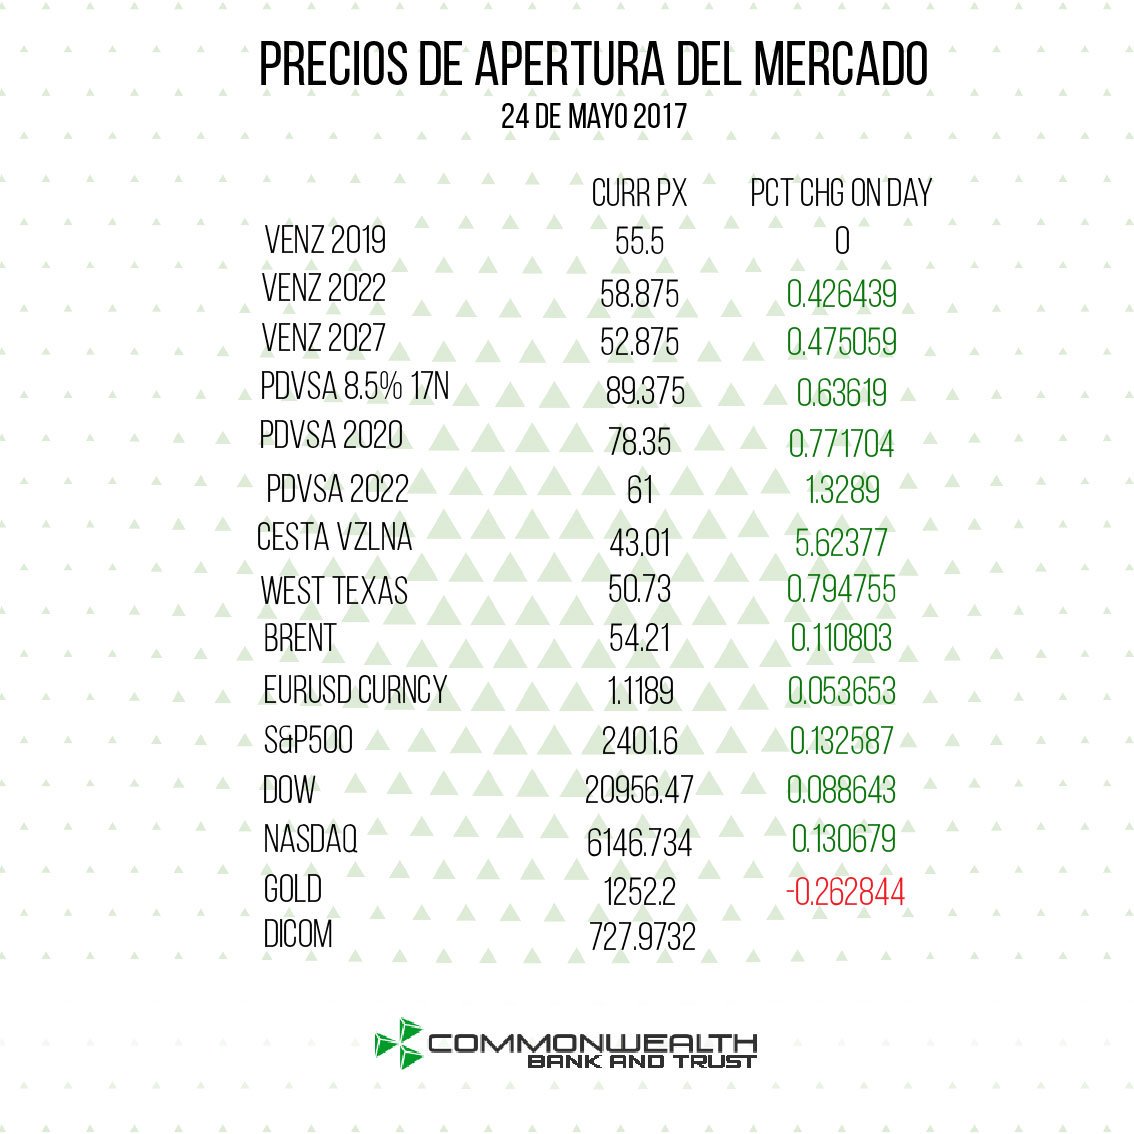 PRECIOS DE APERTURA DEL MERCADO
24 DE MAYO 2017
CURR PX PCT CHG ON DAY
VENZ 2019 55.5 0
VENZ 2022 58.875 0.426439
VENZ 2027 52.875 0.475059
PDVSA 8.5% 17N 89.375 0.63619
PDVSA 2020 78.35 0.771704
PDVSA 2022 61 1.3289
CESTA VZLNA 43.01 5.62377
WEST TEXAS 50.73 0.794755
BRENT 54.21 0.110803
EURUSD CURNCY 1.1189 0.053653
S&P500 2401.6 0.132587
DOW 20956.47 0.088643
NASDAQ 6146.734 0.130679
GOLD 1252.2 -0.262844
DICOM 727.9732
COMMONWEALTH
BANK AND TRUST